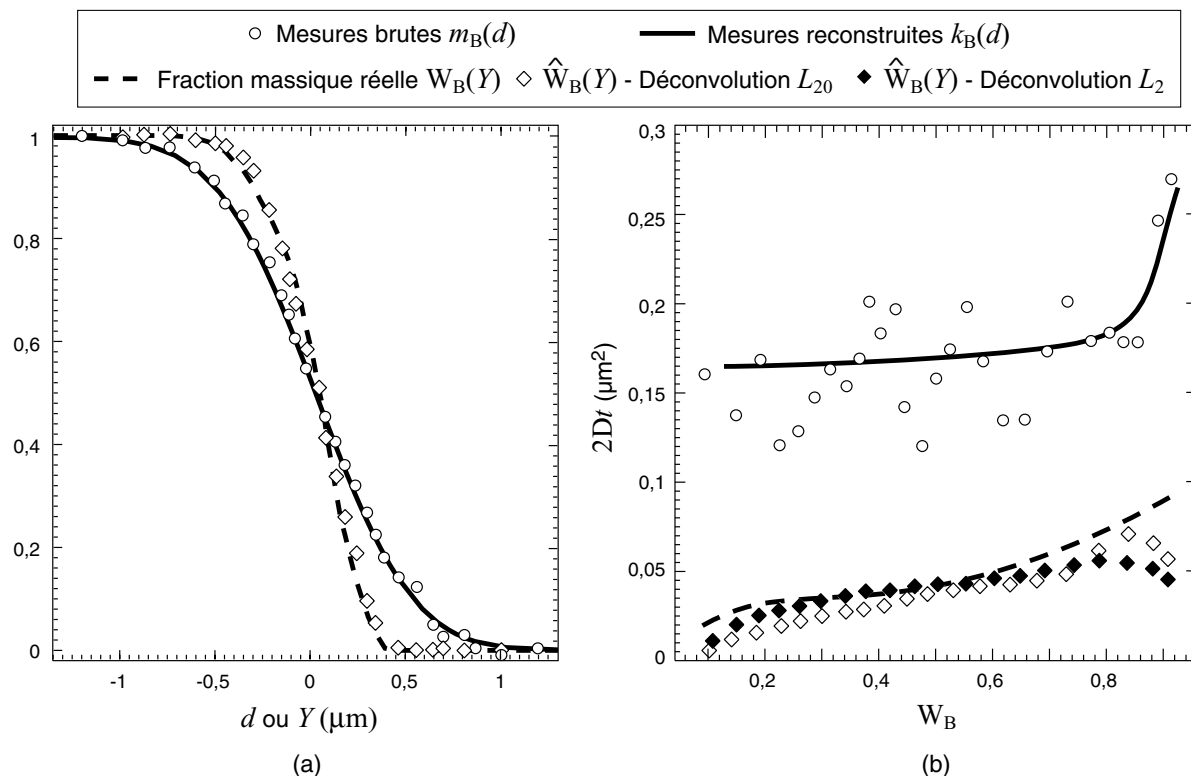 Mesures brutes m_B(d) Mesures reconstruites k_B(d)
Fraction massique réelle W_B(Y) Ŵ_B(Y) - Déconvolution L_20 Ŵ_B(Y) - Déconvolution L_2
1
0,8
0,6
0,4
0,2
0
-1 -0,5 0 0,5 1
d ou Y (µm)
(a)
0,3
0,25
0,2
0,15
0,1
0,05
0
2Dt (µm²)
0,2 0,4 0,6 0,8
W_B
(b)